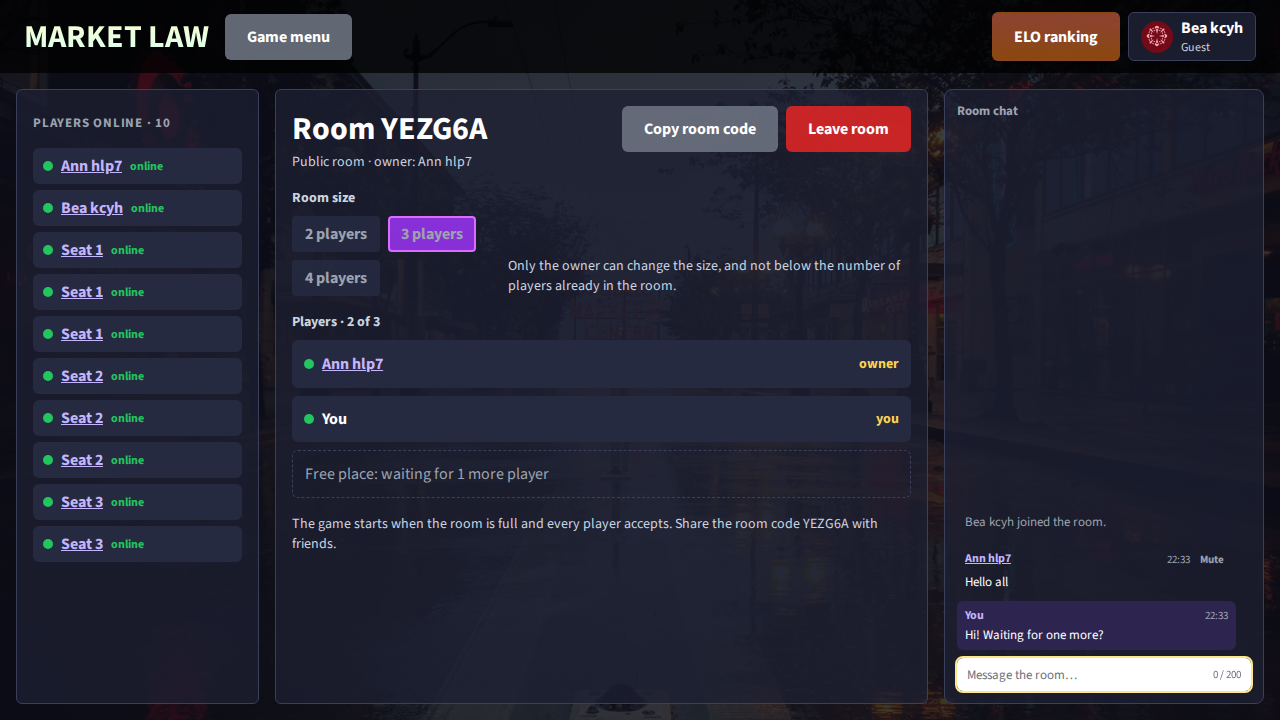 MARKET LAW
Game menu
ELO ranking
Bea kcyh
Guest
PLAYERS ONLINE · 10
Ann hlp7 online
Bea kcyh online
Seat 1 online
Seat 1 online
Seat 1 online
Seat 2 online
Seat 2 online
Seat 2 online
Seat 3 online
Seat 3 online
Room YEZG6A
Public room · owner: Ann hlp7
Copy room code
Leave room
Room size
2 players
3 players
4 players
Only the owner can change the size, and not below the number of
players already in the room.
Players · 2 of 3
Ann hlp7 owner
You you
Free place: waiting for 1 more player
The game starts when the room is full and every player accepts. Share the room code YEZG6A with
friends.
Room chat
Bea kcyh joined the room.
Ann hlp7 22:33 Mute
Hello all
You 22:33
Hi! Waiting for one more?
Message the room… 0 / 200